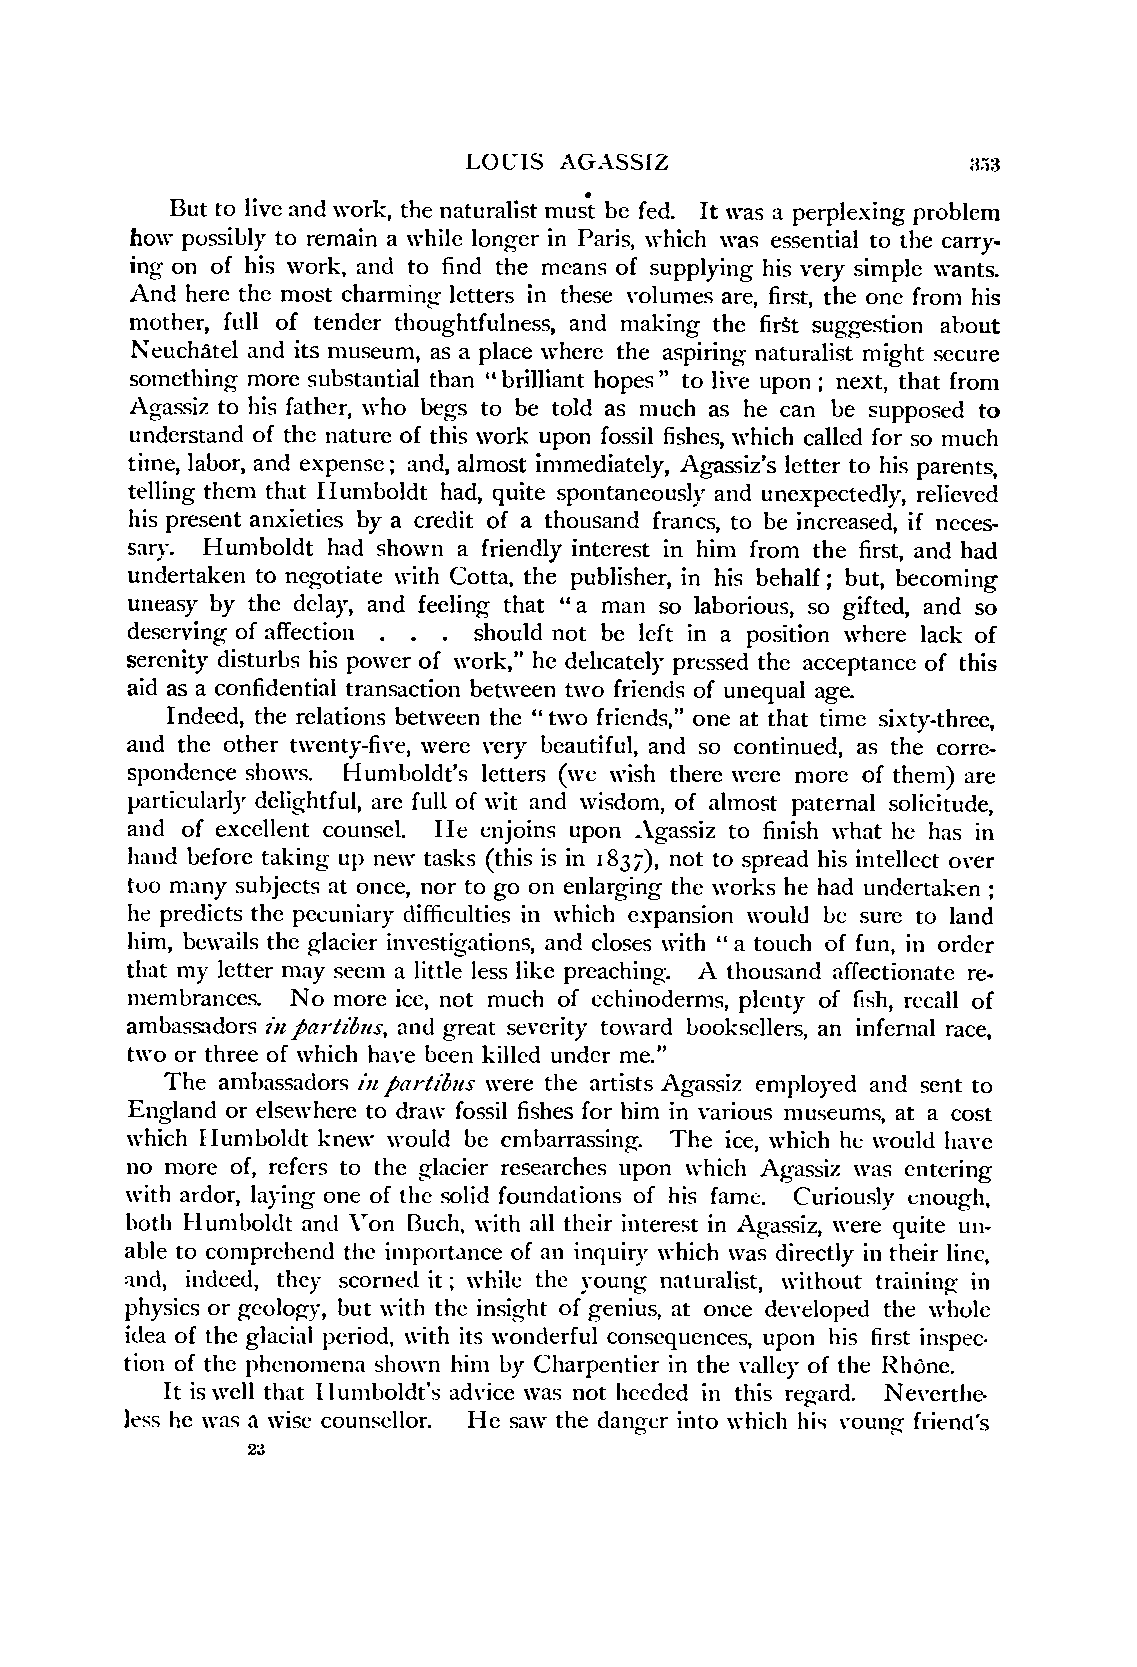 LOUIS AGASSIZ 353
But to live and work, the naturalist must be fed. It was a perplexing problem
how possibly to remain a while longer in Paris, which was essential to the carry-
ing on of his work, and to find the means of supplying his very simple wants.
And here the most charming letters in these volumes are, first, the one from his
mother, full of tender thoughtfulness, and making the first suggestion about
Neuchâtel and its museum, as a place where the aspiring naturalist might secure
something more substantial than "brilliant hopes" to live upon; next, that from
Agassiz to his father, who begs to be told as much as he can be supposed to
understand of the nature of this work upon fossil fishes, which called for so much
time, labor, and expense; and, almost immediately, Agassiz's letter to his parents,
telling them that Humboldt had, quite spontaneously and unexpectedly, relieved
his present anxieties by a credit of a thousand francs, to be increased, if neces-
sary. Humboldt had shown a friendly interest in him from the first, and had
undertaken to negotiate with Cotta, the publisher, in his behalf; but, becoming
uneasy by the delay, and feeling that "a man so laborious, so gifted, and so
deserving of affection . . . should not be left in a position where lack of
serenity disturbs his power of work," he delicately pressed the acceptance of this
aid as a confidential transaction between two friends of unequal age.
Indeed, the relations between the "two friends," one at that time sixty-three,
and the other twenty-five, were very beautiful, and so continued, as the corre-
spondence shows. Humboldt's letters (we wish there were more of them) are
particularly delightful, are full of wit and wisdom, of almost paternal solicitude,
and of excellent counsel. He enjoins upon Agassiz to finish what he has in
hand before taking up new tasks (this is in 1837), not to spread his intellect over
too many subjects at once, nor to go on enlarging the works he had undertaken;
he predicts the pecuniary difficulties in which expansion would be sure to land
him, bewails the glacier investigations, and closes with "a touch of fun, in order
that my letter may seem a little less like preaching. A thousand affectionate re-
membrances. No more ice, not much of echinoderms, plenty of fish, recall of
ambassadors in partibus, and great severity toward booksellers, an infernal race,
two or three of which have been killed under me."
The ambassadors in partibus were the artists Agassiz employed and sent to
England or elsewhere to draw fossil fishes for him in various museums, at a cost
which Humboldt knew would be embarrassing. The ice, which he would have
no more of, refers to the glacier researches upon which Agassiz was entering
with ardor, laying one of the solid foundations of his fame. Curiously enough,
both Humboldt and Von Buch, with all their interest in Agassiz, were quite un-
able to comprehend the importance of an inquiry which was directly in their line,
and, indeed, they scorned it; while the young naturalist, without training in
physics or geology, but with the insight of genius, at once developed the whole
idea of the glacial period, with its wonderful consequences, upon his first inspec-
tion of the phenomena shown him by Charpentier in the valley of the Rhône.
It is well that Humboldt's advice was not heeded in this regard. Neverthe-
less he was a wise counsellor. He saw the danger into which his young friend's
23